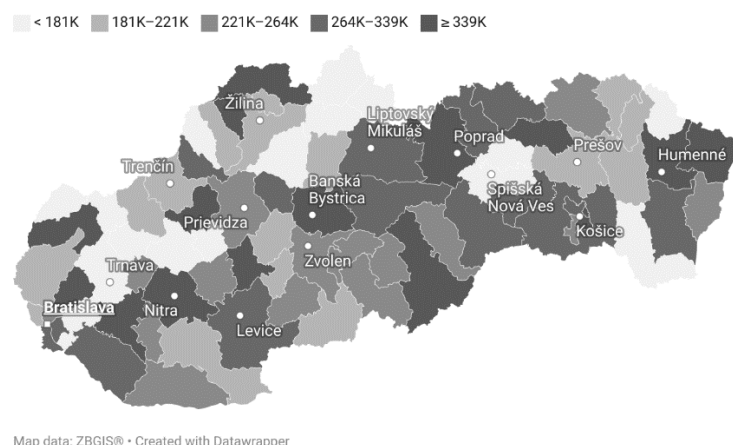 < 181K 181K–221K 221K–264K 264K–339K ≥ 339K
Žilina
Liptovský
Mikuláš
Poprad
Prešov
Humenné
Trenčín
Banská
Bystrica
Spišská
Nová Ves
Prievidza
Košice
Zvolen
Trnava
Bratislava
Nitra
Levice
Map data: ZBGIS® • Created with Datawrapper